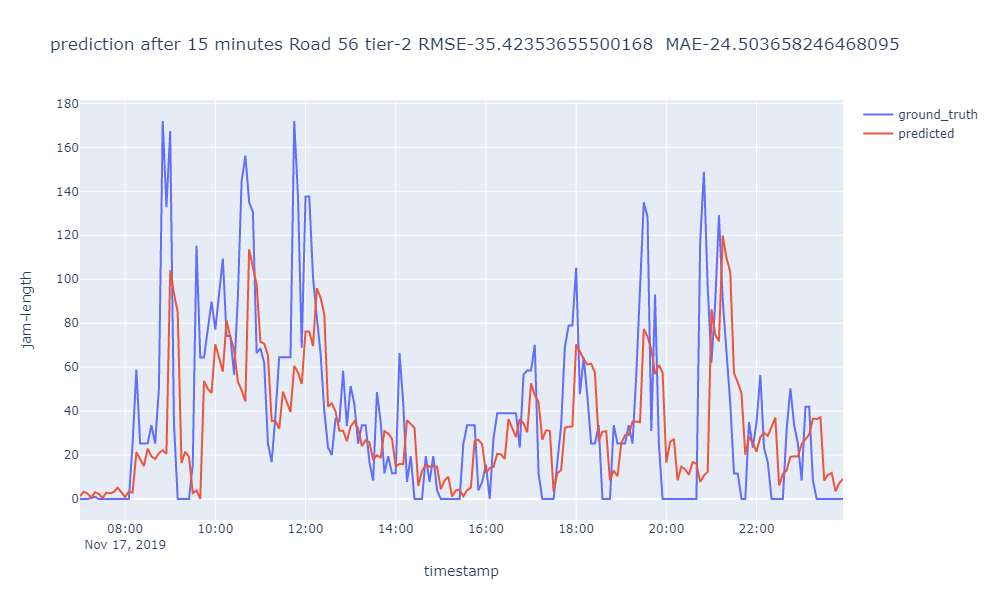 prediction after 15 minutes Road 56 tier-2 RMSE-35.42353655500168  MAE-24.503658246468095
ground_truth
predicted
180
160
140
120
100
80
60
40
20
0
jam-length
08:00 10:00 12:00 14:00 16:00 18:00 20:00 22:00
Nov 17, 2019
timestamp